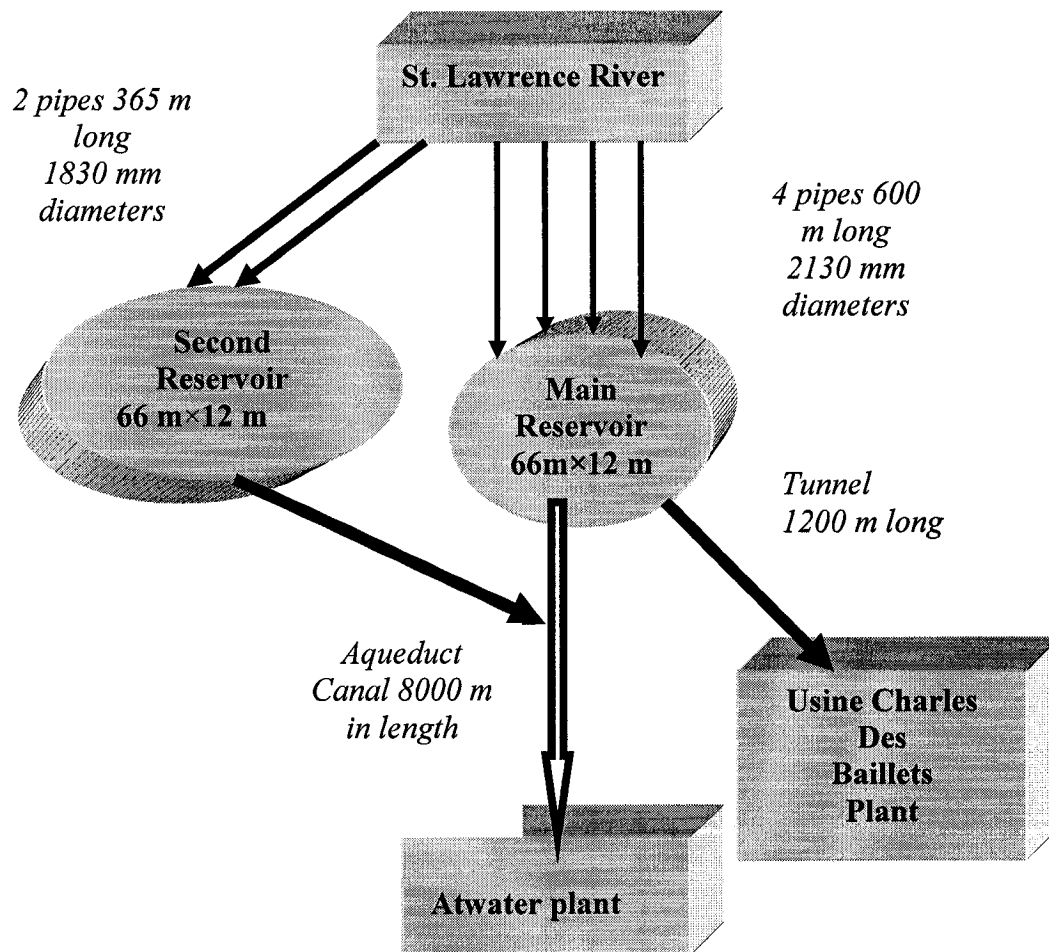 St. Lawrence River
2 pipes 365 m
long
1830 mm
diameters
4 pipes 600
m long
2130 mm
diameters
Second
Reservoir
66 m×12 m
Main
Reservoir
66m×12 m
Tunnel
1200 m long
Aqueduct
Canal 8000 m
in length
Usine Charles
Des
Baillets
Plant
Atwater plant